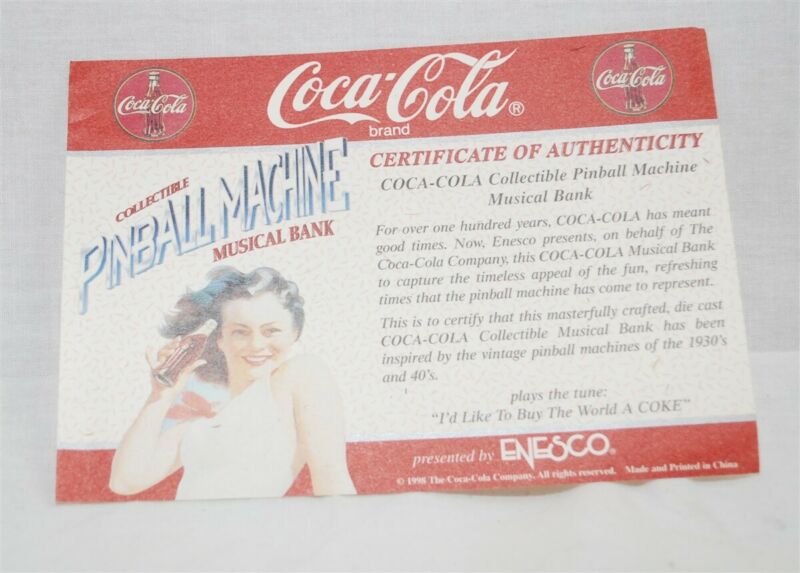 Coca-Cola
Coca-Cola®
Coca-Cola
brand
COLLECTIBLE
PINBALL MACHINE
MUSICAL BANK
CERTIFICATE OF AUTHENTICITY
COCA-COLA Collectible Pinball Machine
Musical Bank
For over one hundred years, COCA-COLA has meant
good times. Now, Enesco presents, on behalf of The
Coca-Cola Company, this COCA-COLA Musical Bank
to capture the timeless appeal of the fun, refreshing
times that the pinball machine has come to represent.
This is to certify that this masterfully crafted, die cast
COCA-COLA Collectible Musical Bank has been
inspired by the vintage pinball machines of the 1930's
and 40's.
plays the tune:
"I'd Like To Buy The World A COKE"
presented by ENESCO®
© 1998 The Coca-Cola Company. All rights reserved. Made and Printed in China